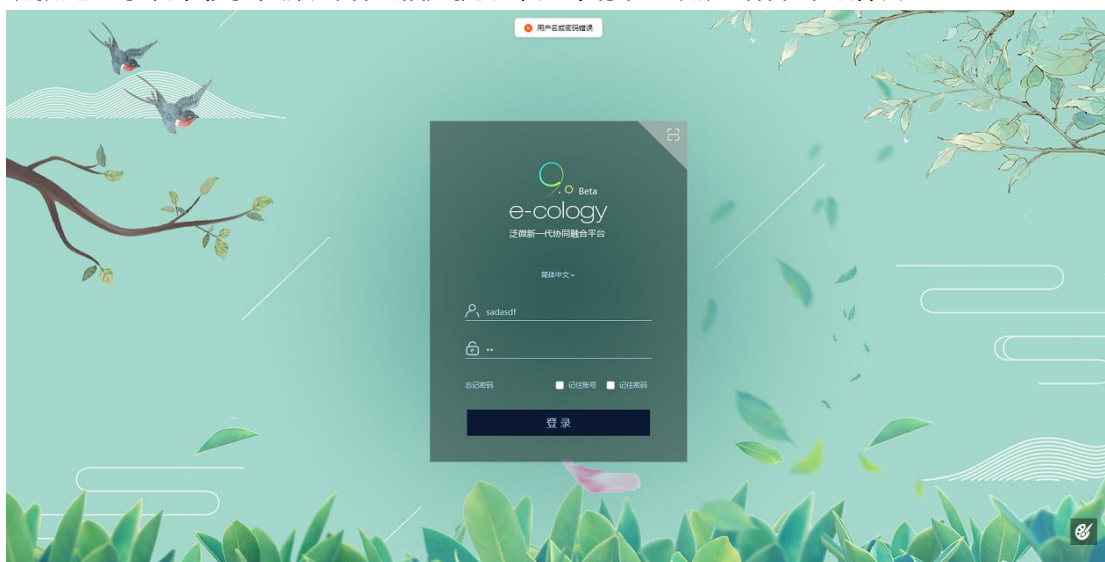 用户名或密码错误
Beta
e-cology
泛微新一代协同融合平台
简体中文
sadasdf
忘记密码 记住账号 记住密码
登 录